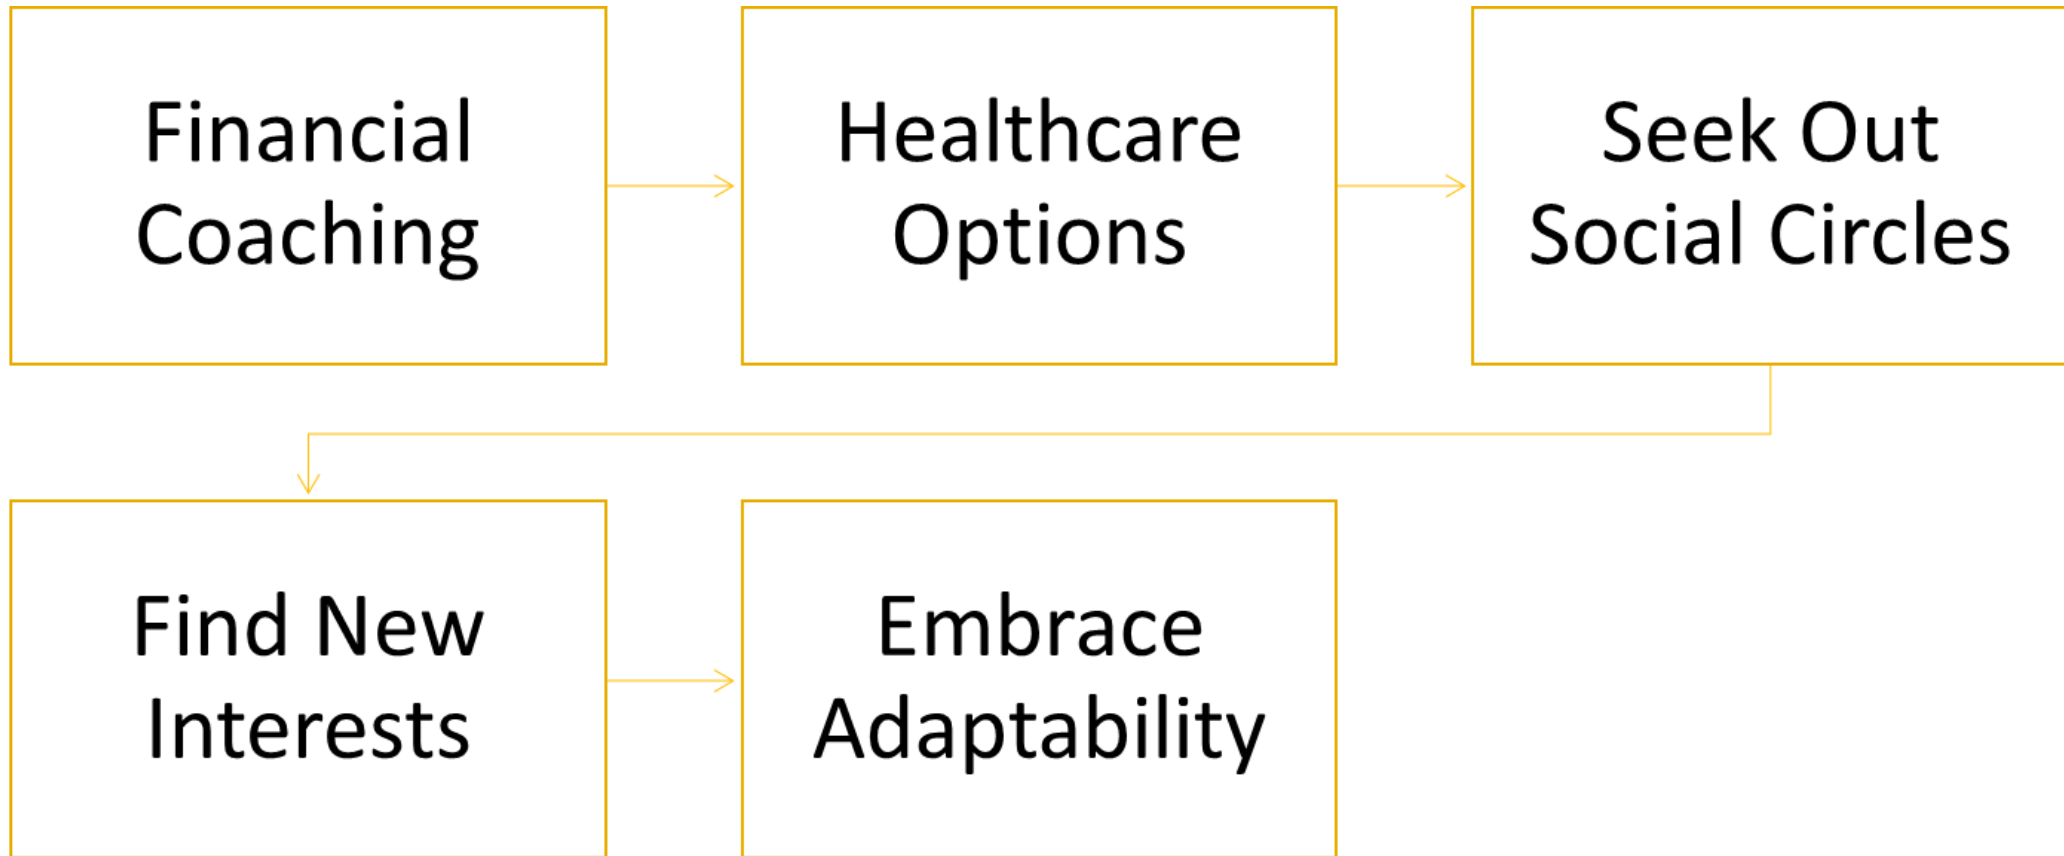 Financial
Coaching
Healthcare
Options
Seek Out
Social Circles
Find New
Interests
Embrace
Adaptability